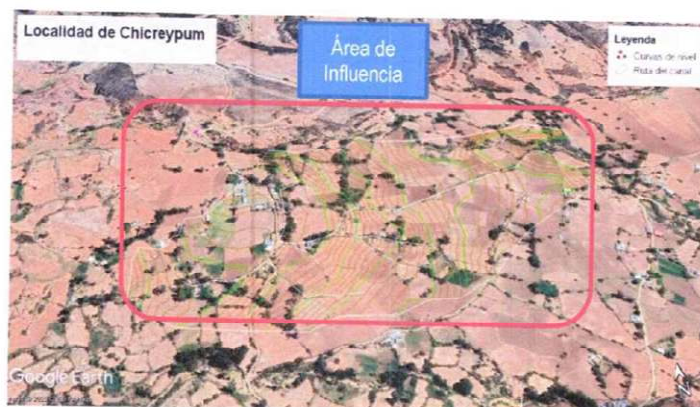 Localidad de Chicreypum
Área de
Influencia
Leyenda
Curvas de nivel
Ruta del canal
Google Earth